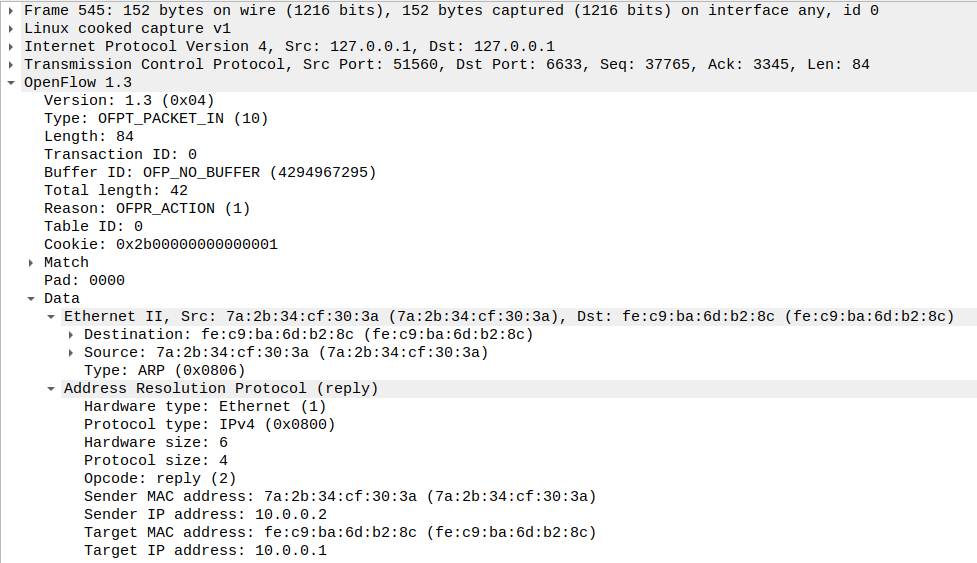 Frame 545: 152 bytes on wire (1216 bits), 152 bytes captured (1216 bits) on interface any, id 0
Linux cooked capture v1
Internet Protocol Version 4, Src: 127.0.0.1, Dst: 127.0.0.1
Transmission Control Protocol, Src Port: 51560, Dst Port: 6633, Seq: 37765, Ack: 3345, Len: 84
OpenFlow 1.3
Version: 1.3 (0x04)
Type: OFPT_PACKET_IN (10)
Length: 84
Transaction ID: 0
Buffer ID: OFP_NO_BUFFER (4294967295)
Total length: 42
Reason: OFPR_ACTION (1)
Table ID: 0
Cookie: 0x2b00000000000001
Match
Pad: 0000
Data
Ethernet II, Src: 7a:2b:34:cf:30:3a (7a:2b:34:cf:30:3a), Dst: fe:c9:ba:6d:b2:8c (fe:c9:ba:6d:b2:8c)
Destination: fe:c9:ba:6d:b2:8c (fe:c9:ba:6d:b2:8c)
Source: 7a:2b:34:cf:30:3a (7a:2b:34:cf:30:3a)
Type: ARP (0x0806)
Address Resolution Protocol (reply)
Hardware type: Ethernet (1)
Protocol type: IPv4 (0x0800)
Hardware size: 6
Protocol size: 4
Opcode: reply (2)
Sender MAC address: 7a:2b:34:cf:30:3a (7a:2b:34:cf:30:3a)
Sender IP address: 10.0.0.2
Target MAC address: fe:c9:ba:6d:b2:8c (fe:c9:ba:6d:b2:8c)
Target IP address: 10.0.0.1